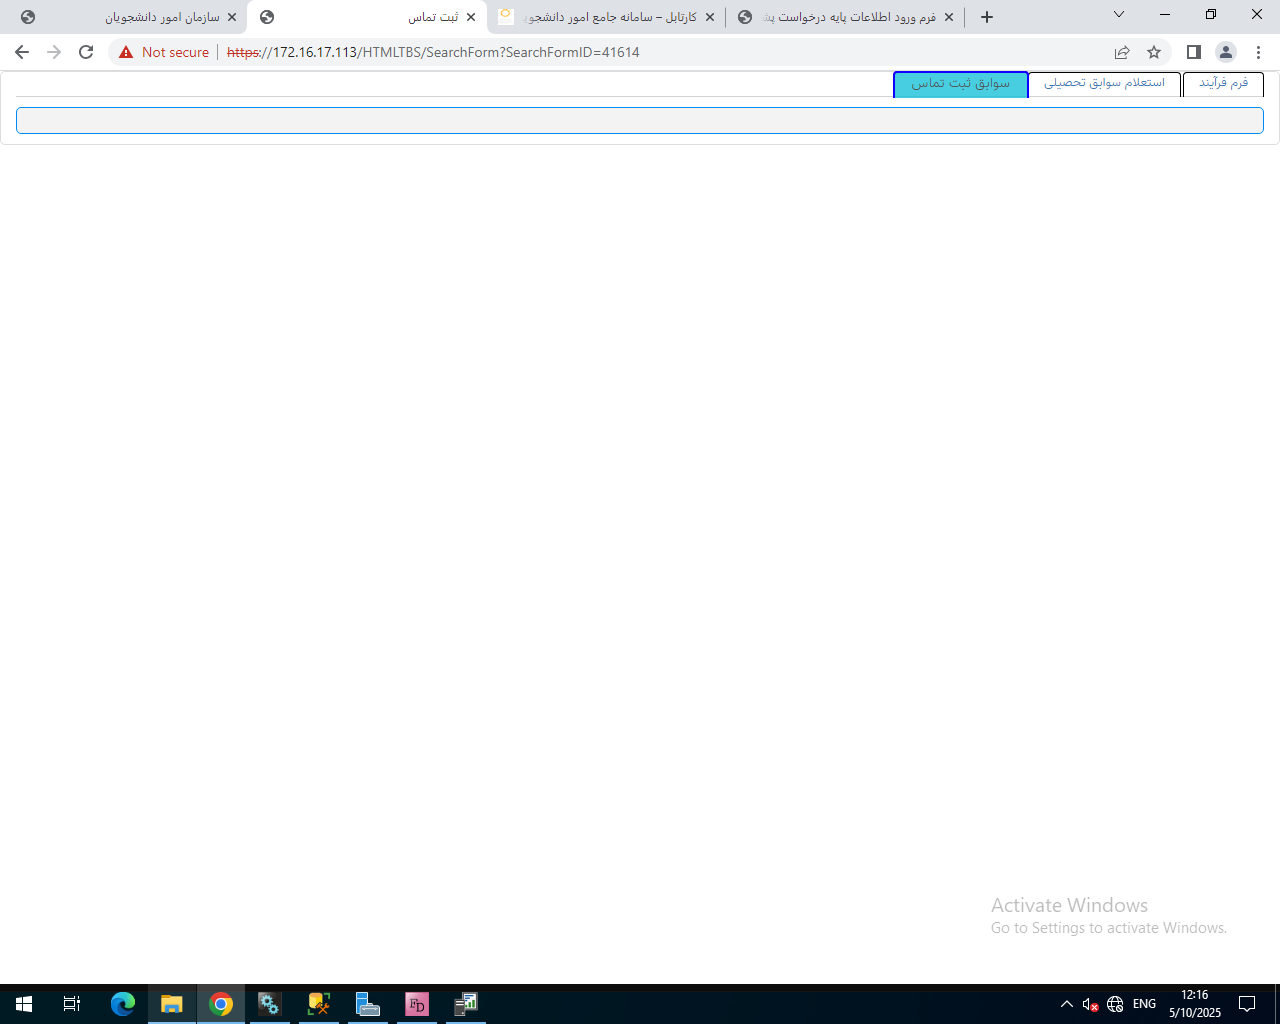 سازمان امور دانشجویان
ثبت تماس
کارتابل – سامانه جامع امور دانشجو
فرم ورود اطلاعات پایه درخواست پش
Not secure
https://172.16.17.113/HTMLTBS/SearchForm?SearchFormID=41614
فرم فرآیند
استعلام سوابق تحصیلی
سوابق ثبت تماس
Activate Windows
Go to Settings to activate Windows.
FD
ENG
12:16
5/10/2025